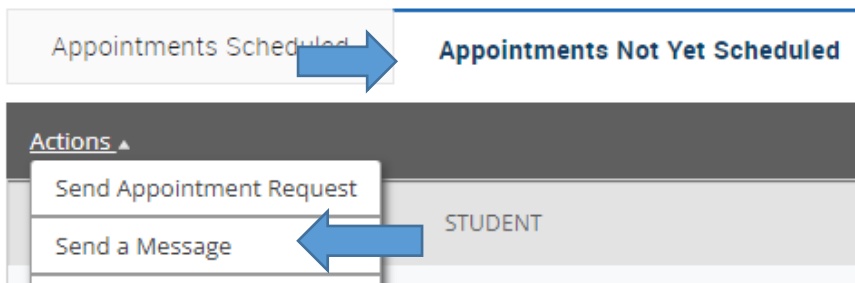 Appointments Scheduled
Appointments Not Yet Scheduled
Actions ▴
Send Appointment Request
Send a Message
STUDENT